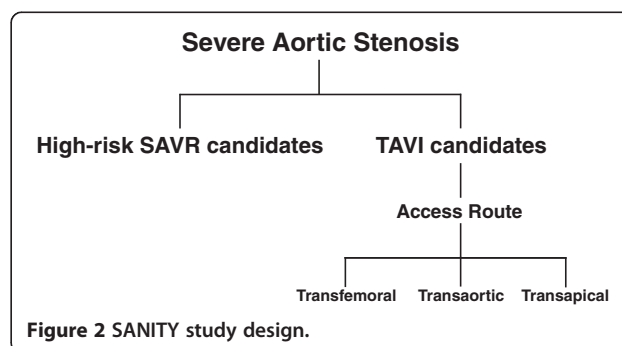 Severe Aortic Stenosis
High-risk SAVR candidates TAVI candidates
Access Route
Transfemoral Transaortic Transapical
Figure 2 SANITY study design.